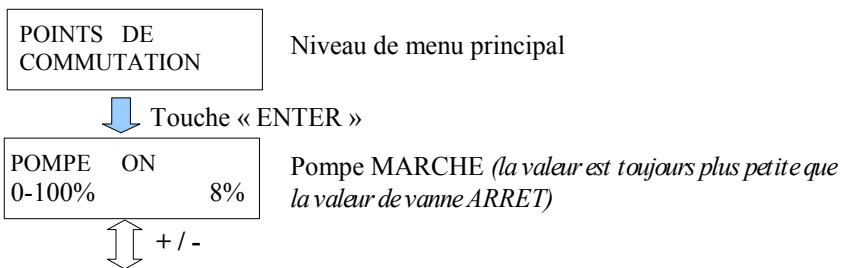 POINTS DE
COMMUTATION
Niveau de menu principal
Touche « ENTER »
POMPE ON
0-100% 8%
Pompe MARCHE (la valeur est toujours plus petite que
la valeur de vanne ARRET)
+ / -